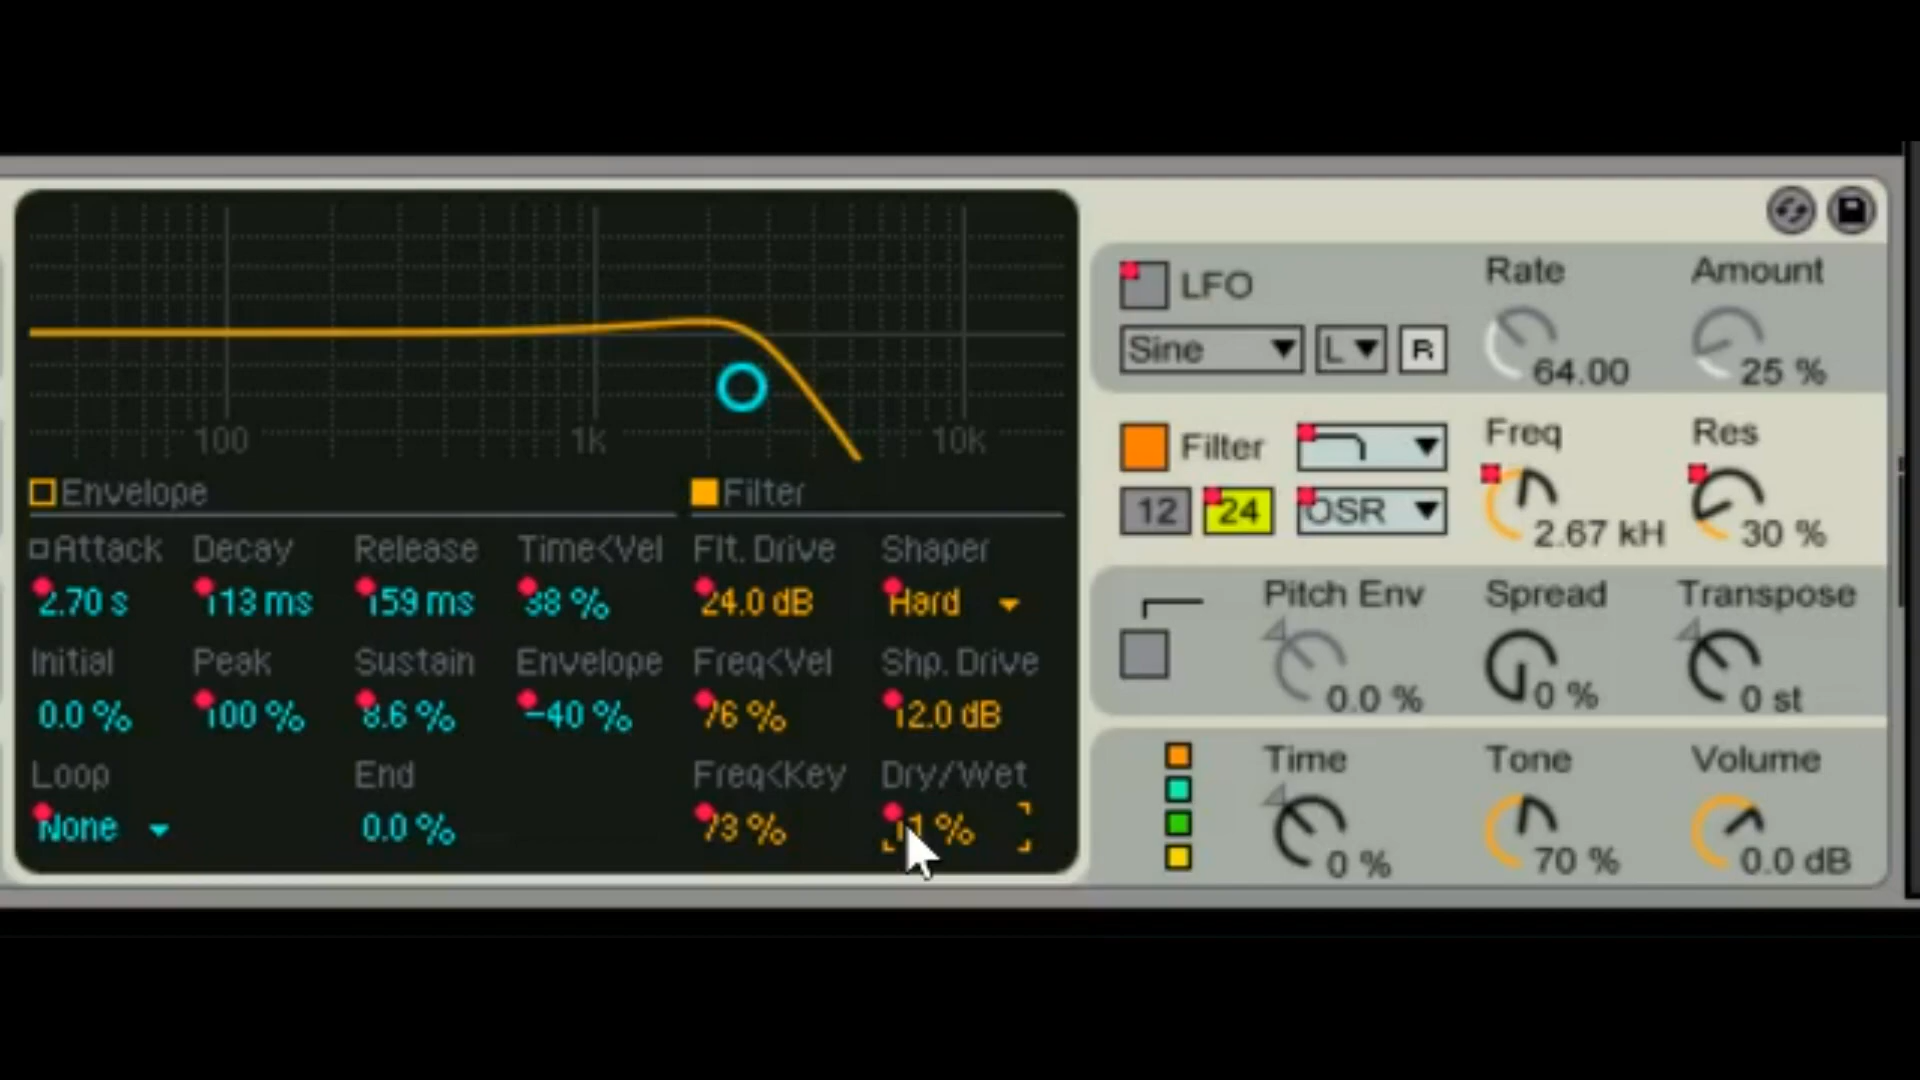 100 1K 10K
Envelope Filter
Attack Decay Release Time<Vel Flt. Drive Shaper
2.70 s 113 ms 159 ms 38 % 24.0 dB Hard
Initial Peak Sustain Envelope Freq<Vel Shp. Drive
0.0 % 100 % 8.6 % -40 % 76 % 12.0 dB
Loop End Freq<Key Dry/Wet
None 0.0 % 73 % %
LFO Rate Amount
Sine L R 64.00 25 %
Filter Freq Res
12 24 OSR 2.67 kH 30 %
Pitch Env Spread Transpose
0.0 % 0 % 0 st
Time Tone Volume
0 % 70 % 0.0 dB